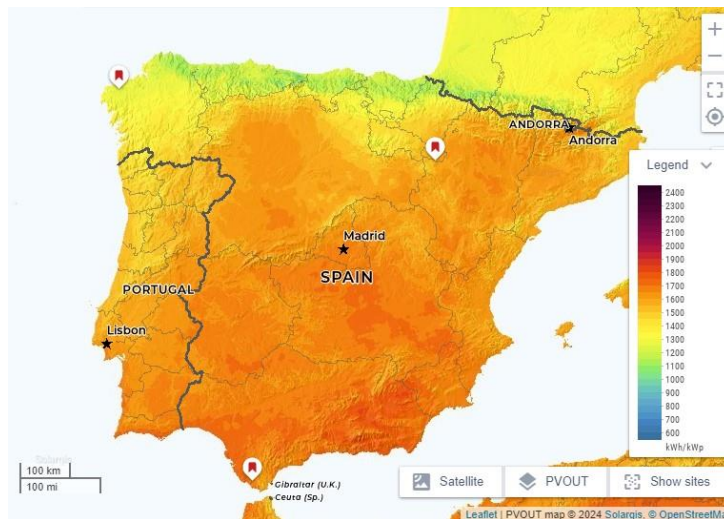 +
−
ANDORRA
Andorra
Legend
2400
2200
2100
2000
1900
1800
1700
1600
1500
1400
1300
1200
1100
1000
900
800
700
600
kWh/kWp
Madrid
SPAIN
PORTUGAL
Lisbon
Solargis
100 km
100 mi
Gibraltar (U.K.)
Ceuta (Sp.)
Satellite
PVOUT
Show sites
Leaflet | PVOUT map © 2024 Solargis, © OpenStreetMa